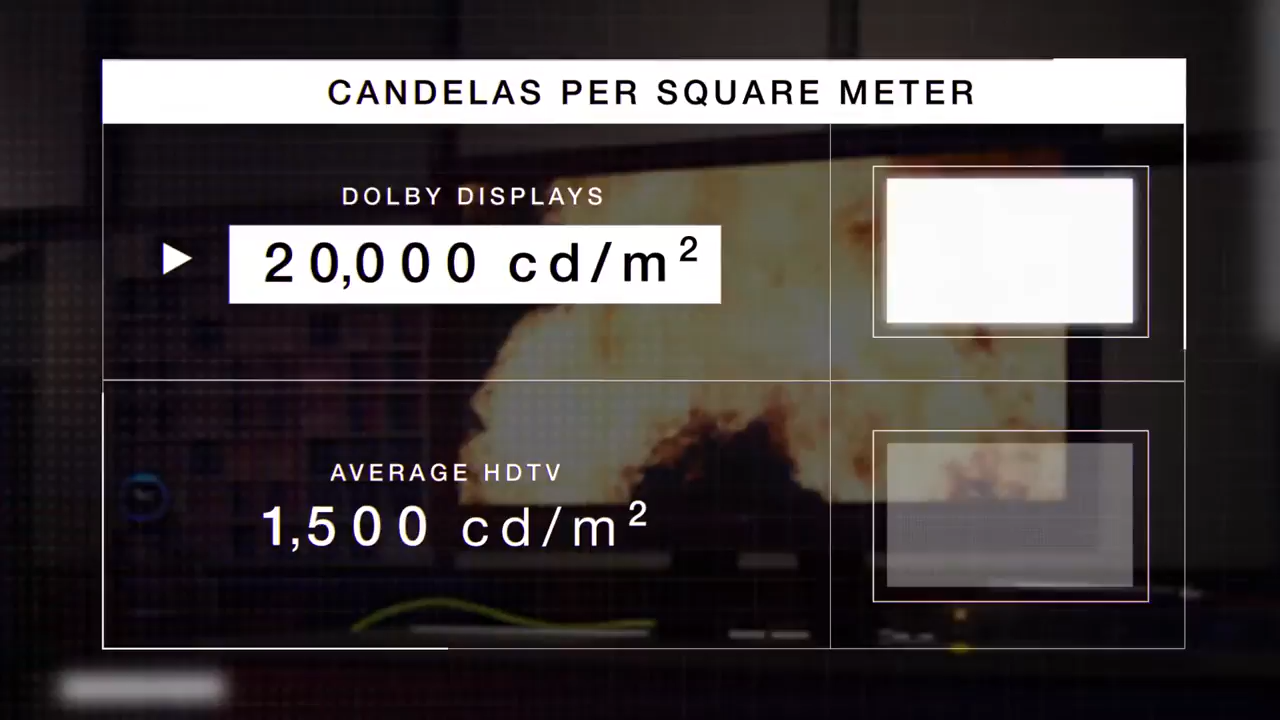 CANDELAS PER SQUARE METER
DOLBY DISPLAYS
20,000 cd/m²
AVERAGE HDTV
1,500 cd/m²